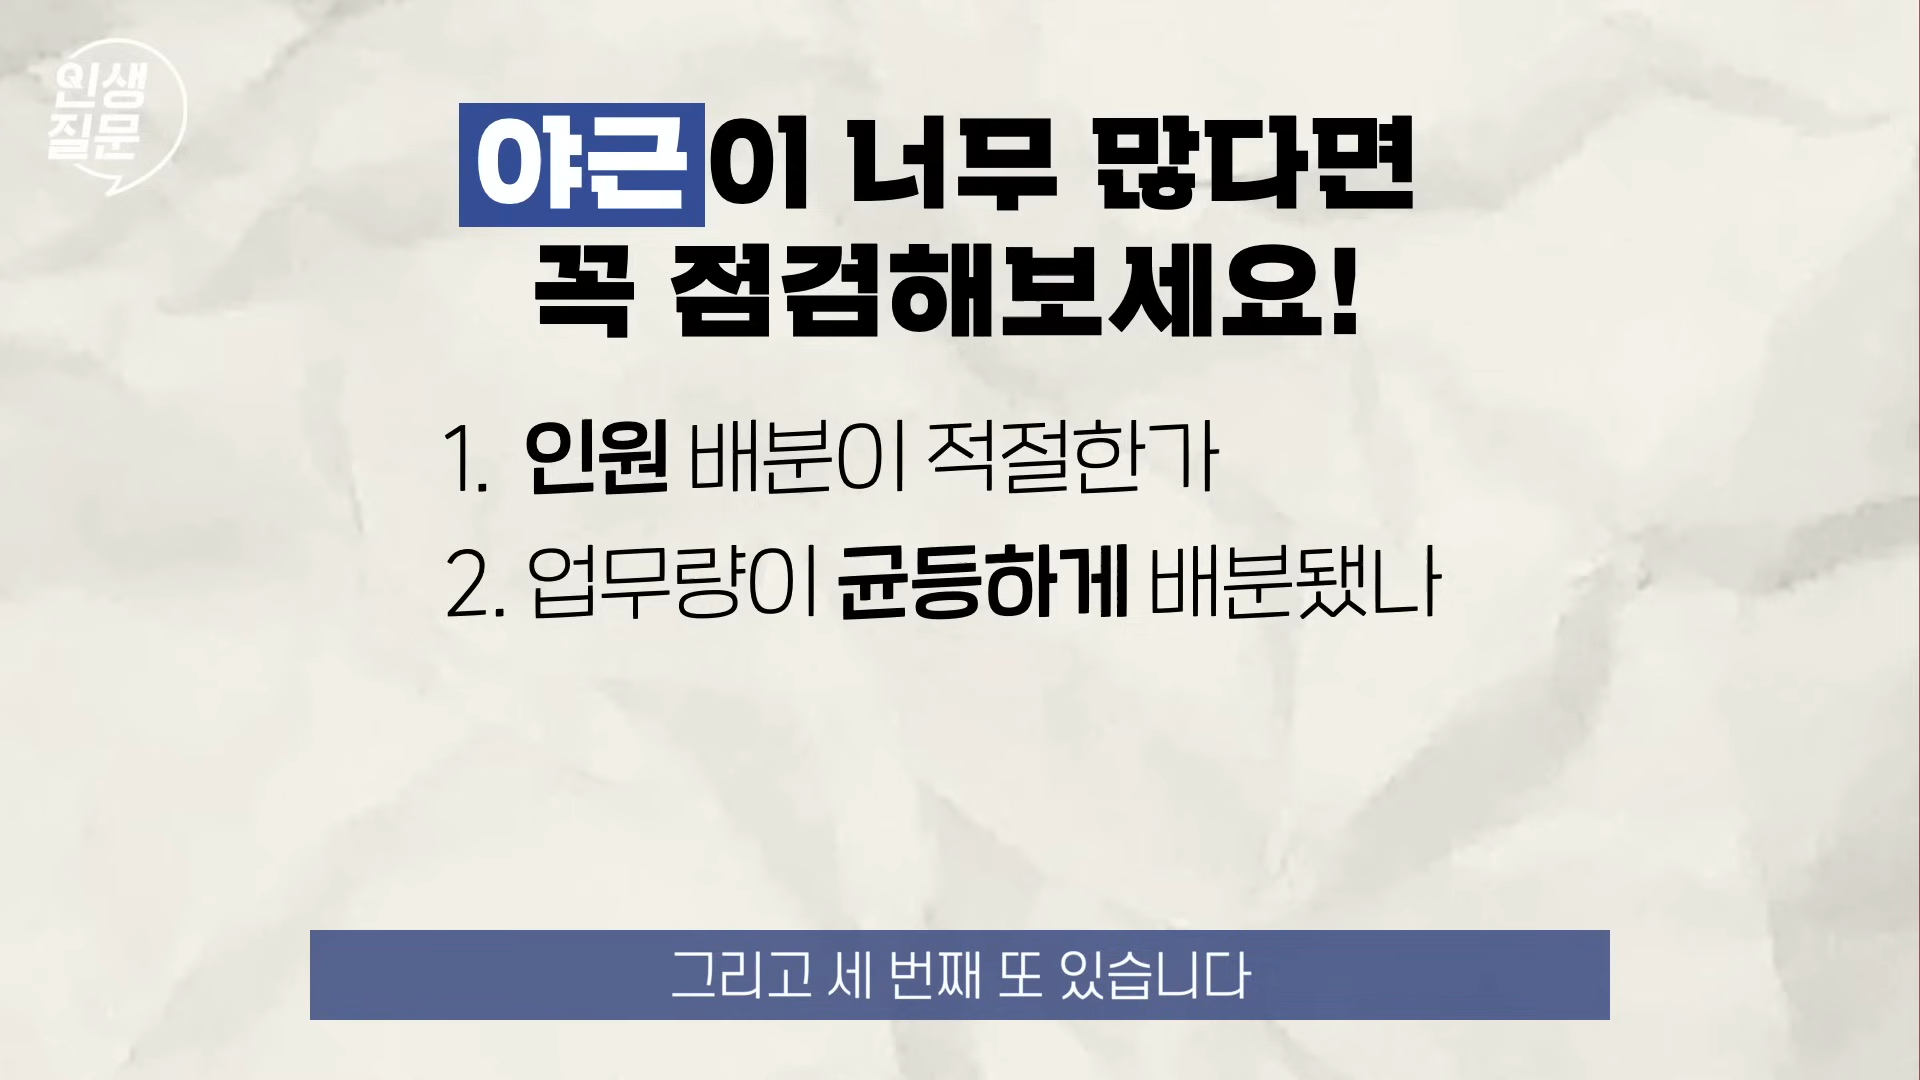 인생
질문
야근이 너무 많다면
꼭 점검해보세요!
1. 인원 배분이 적절한가
2. 업무량이 균등하게 배분됐나
그리고 세 번째 또 있습니다